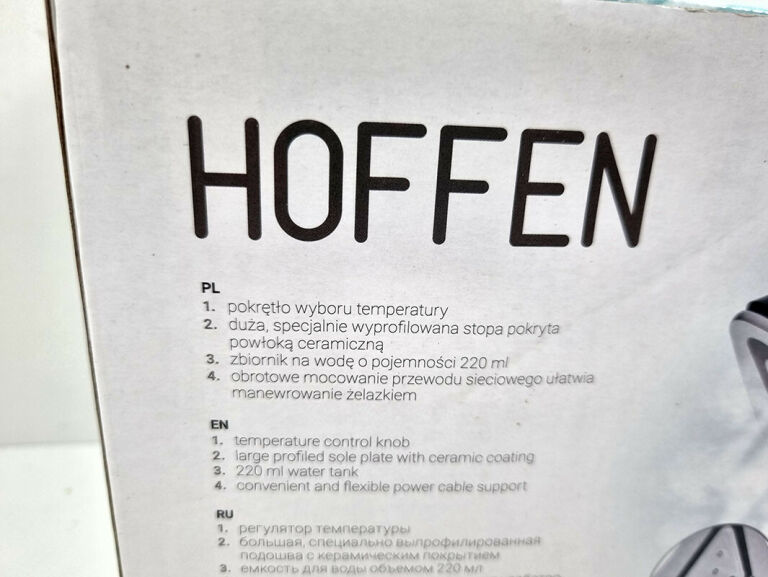 HOFFEN
PL
1. pokrętło wyboru temperatury
2. duża, specjalnie wyprofilowana stopa pokryta
powłoką ceramiczną
3. zbiornik na wodę o pojemności 220 ml
4. obrotowe mocowanie przewodu sieciowego ułatwia
manewrowanie żelazkiem
EN
1. temperature control knob
2. large profiled sole plate with ceramic coating
3. 220 ml water tank
4. convenient and flexible power cable support
RU
1. регулятор температуры
2. большая, специально выпрофилированная
подошва с керамическим покрытием
3. емкость для воды объемом 220 мл